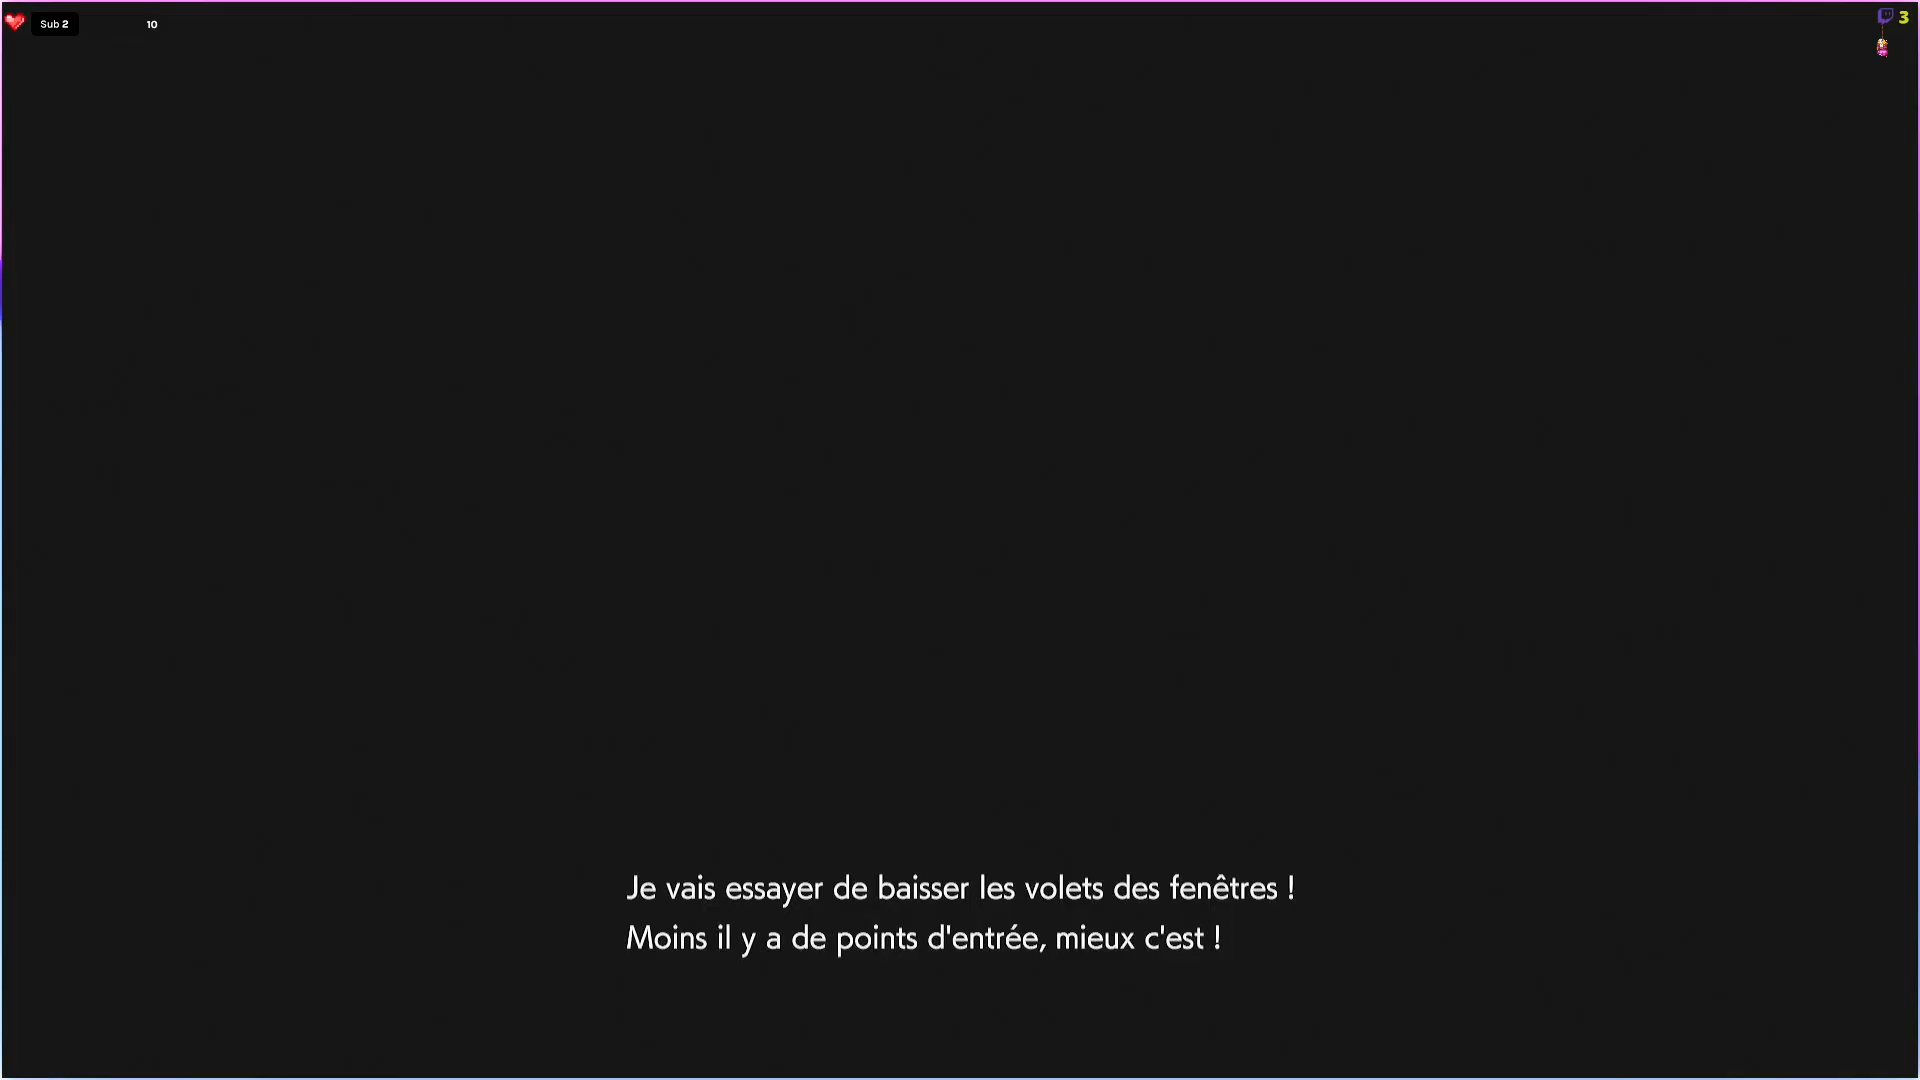 Sub 2 10 3
Je vais essayer de baisser les volets des fenêtres !
Moins il y a de points d'entrée, mieux c'est !